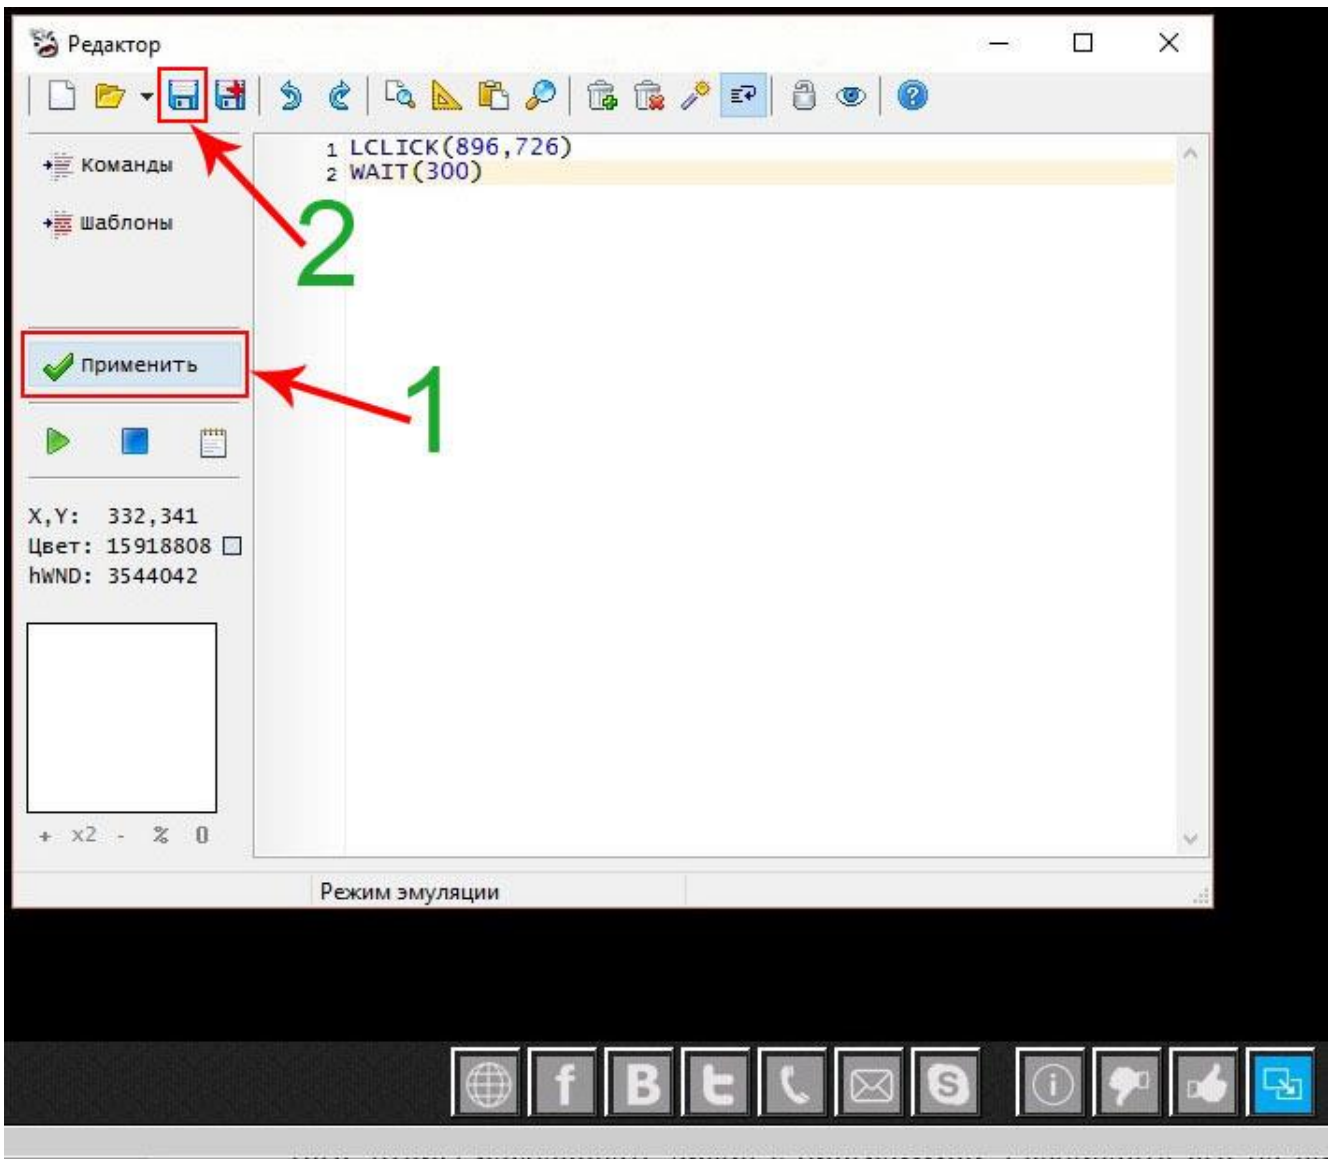 Редактор
1 LCLICK(896,726)
2 WAIT(300)
Команды
Шаблоны
2
Применить
1
X,Y: 332,341
Цвет: 15918808
hWND: 3544042
+ x2 - % 0
Режим эмуляции